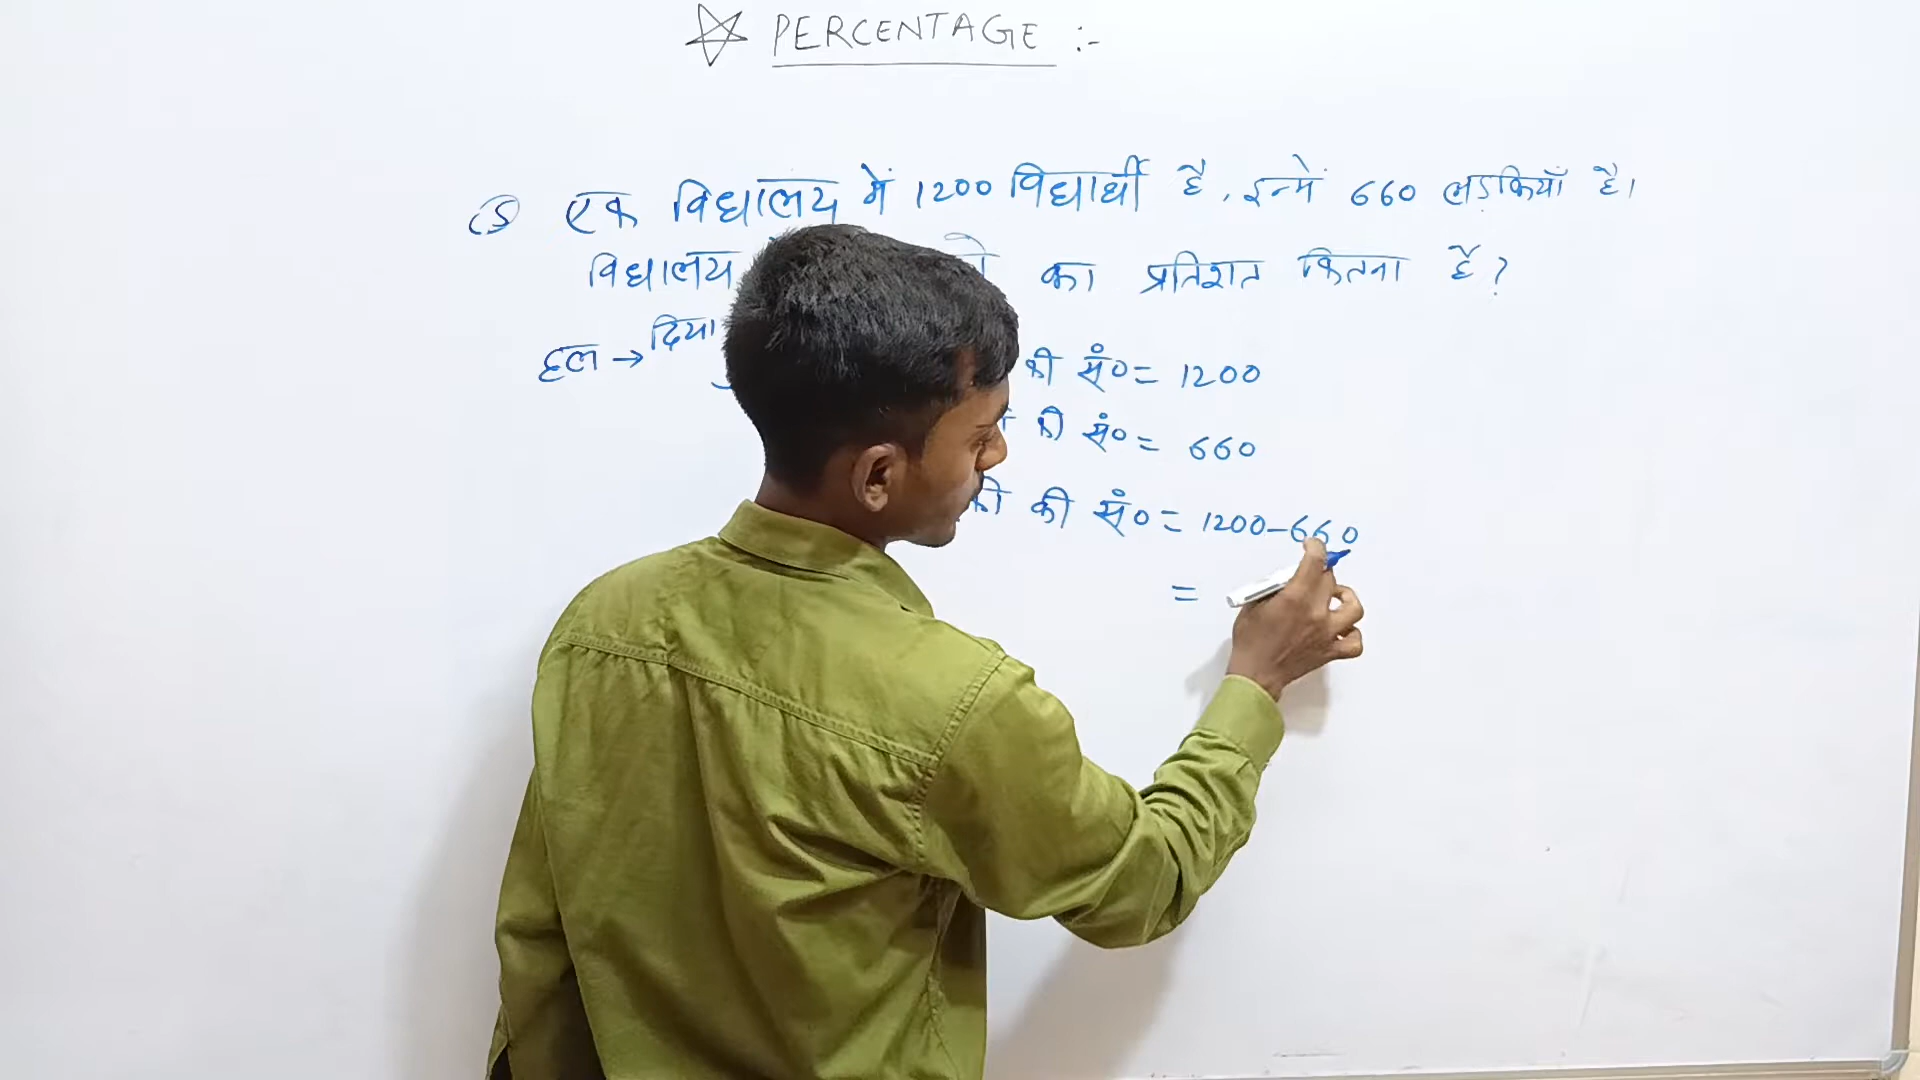 ☆ PERCENTAGE :-
⑤ एक विद्यालय में 1200 विद्यार्थी है, इनमें 660 लड़कियाँ है।
विद्यालय का प्रतिशत कितना है?
हल → दिया
की सं० = 1200
की सं० = 660
की सं० = 1200-660
=